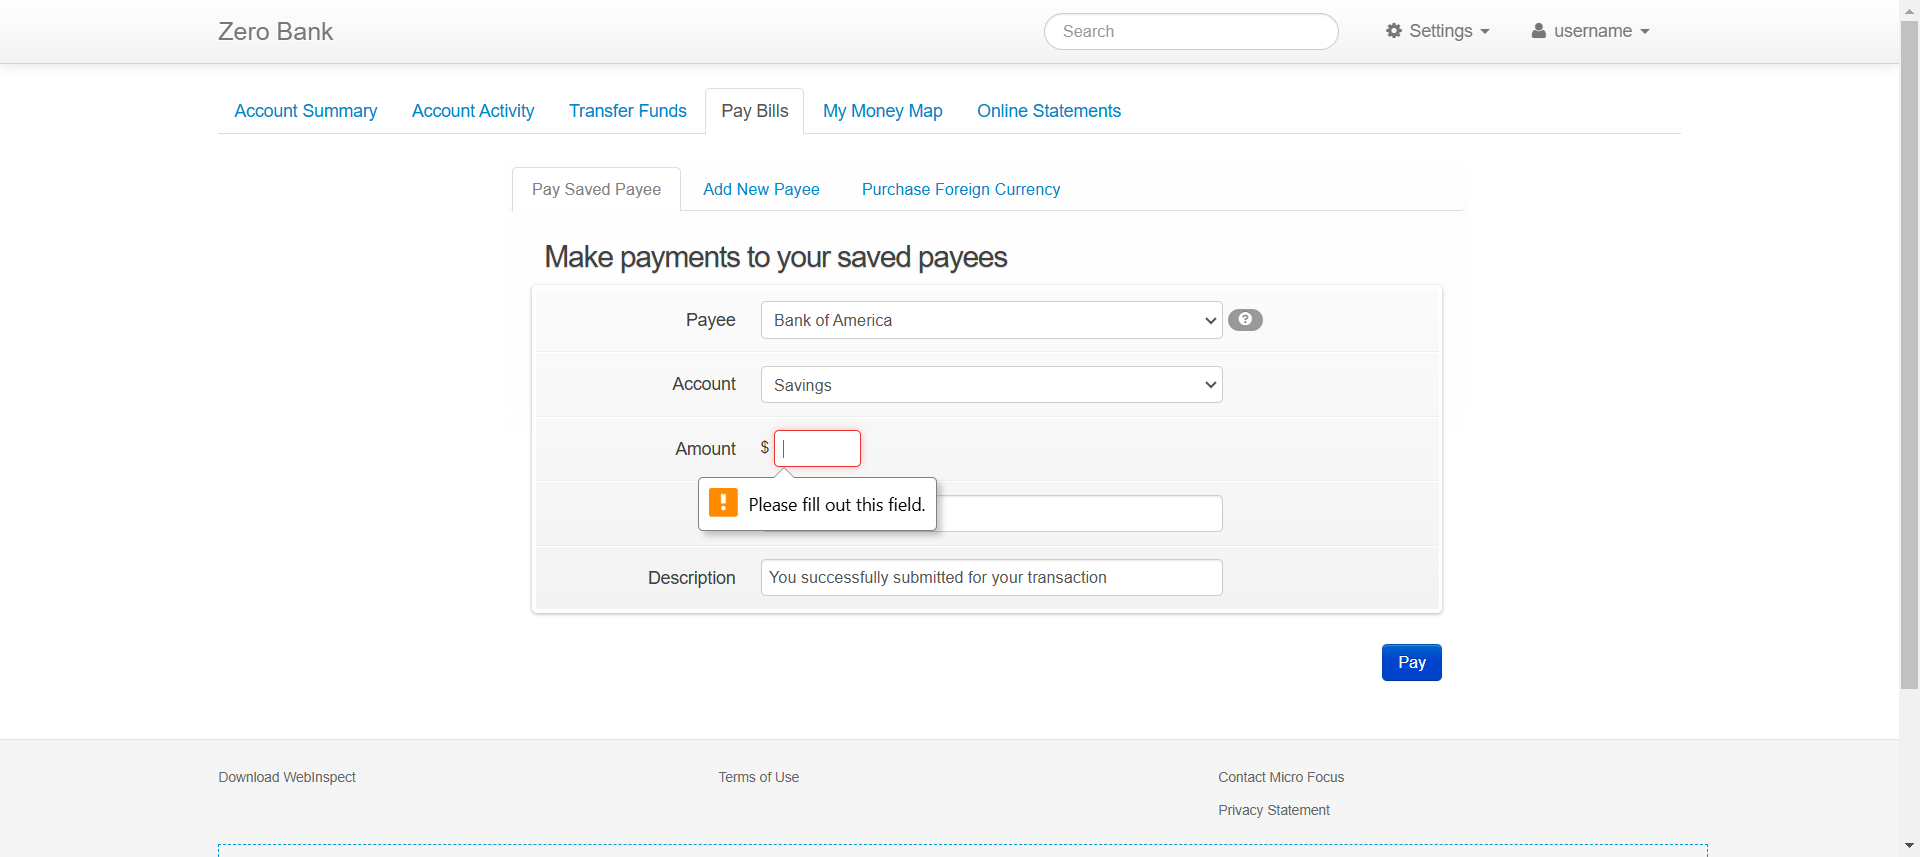 Zero Bank
Search
Settings
username
Account Summary
Account Activity
Transfer Funds
Pay Bills
My Money Map
Online Statements
Pay Saved Payee
Add New Payee
Purchase Foreign Currency
Make payments to your saved payees
Payee
Bank of America
?
Account
Savings
Amount
$
! Please fill out this field.
Description
You successfully submitted for your transaction
Pay
Download WebInspect
Terms of Use
Contact Micro Focus
Privacy Statement